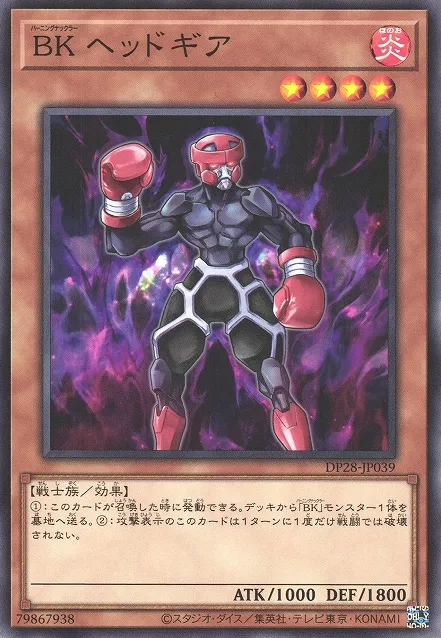 バーニングナックラー
BK ヘッドギア
ほのお
炎
DP28-JP039
【戦士族／効果】
①：このカードが召喚した時に発動できる。デッキから「BK」モンスター1体を
墓地へ送る。②：攻撃表示のこのカードは1ターンに1度だけ戦闘では破壊
されない。
ATK/1000 DEF/1800
79867938
©スタジオ・ダイス／集英社・テレビ東京・KONAMI